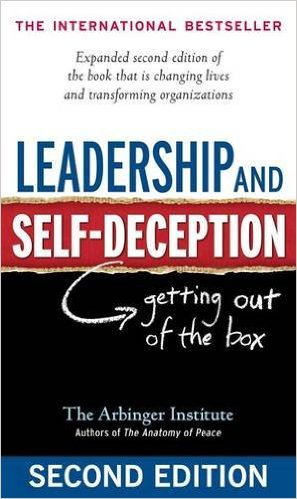 THE INTERNATIONAL BESTSELLER
Expanded second edition of
the book that is changing lives
and transforming organizations
LEADERSHIP AND
SELF-DECEPTION
getting out
of the box
The Arbinger Institute
Authors of The Anatomy of Peace
SECOND EDITION